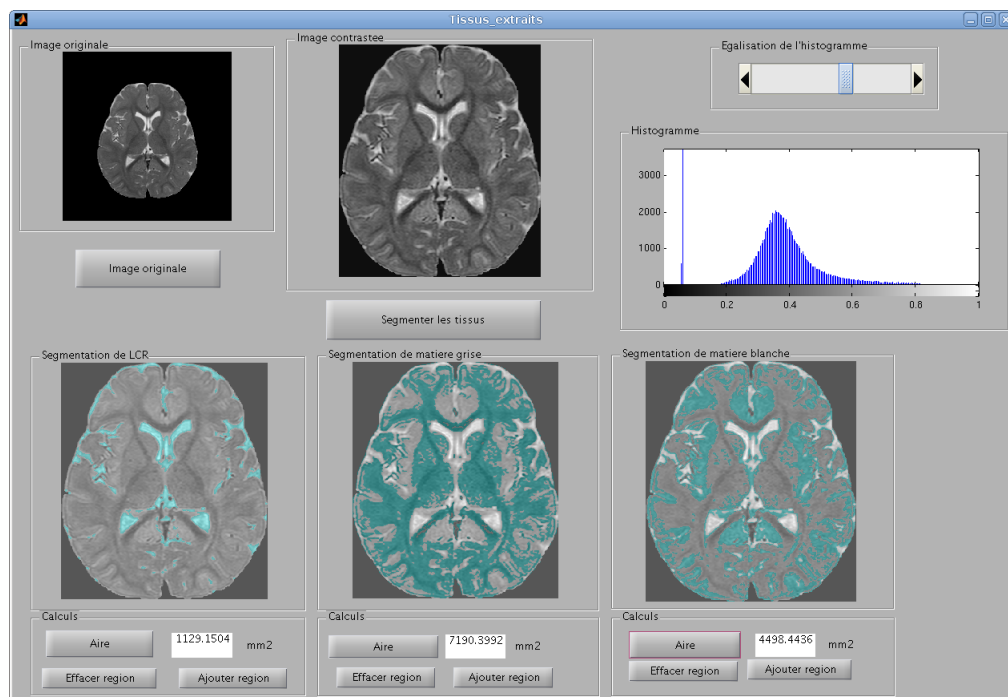 Tissus_extraits
Image originale
Image contrastee
Egalisation de l'histogramme
Histogramme
3000
2000
1000
0
0 0.2 0.4 0.6 0.8 1
Image originale
Segmenter les tissus
Segmentation de LCR
Segmentation de matiere grise
Segmentation de matiere blanche
Calculs
Aire 1129.1504 mm2
Effacer region Ajouter region
Calculs
Aire 7190.3992 mm2
Effacer region Ajouter region
Calculs
Aire 4498.4436 mm2
Effacer region Ajouter region